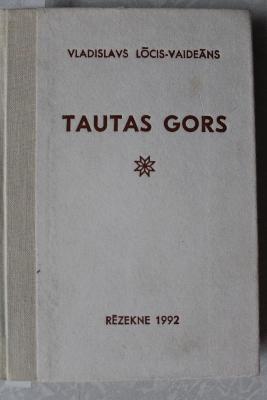 VLADISLAVS LŌCIS-VAIDEĀNS
TAUTAS GORS
RĒZEKNE 1992